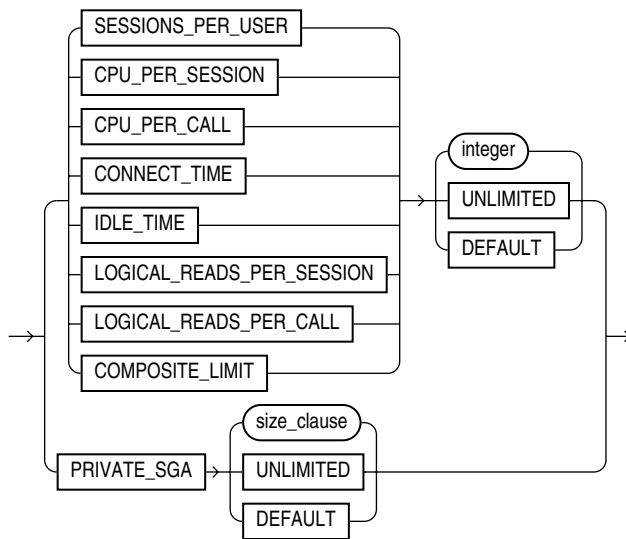 SESSIONS_PER_USER
CPU_PER_SESSION
CPU_PER_CALL
CONNECT_TIME
IDLE_TIME
LOGICAL_READS_PER_SESSION
LOGICAL_READS_PER_CALL
COMPOSITE_LIMIT
integer
UNLIMITED
DEFAULT
PRIVATE_SGA
size_clause
UNLIMITED
DEFAULT